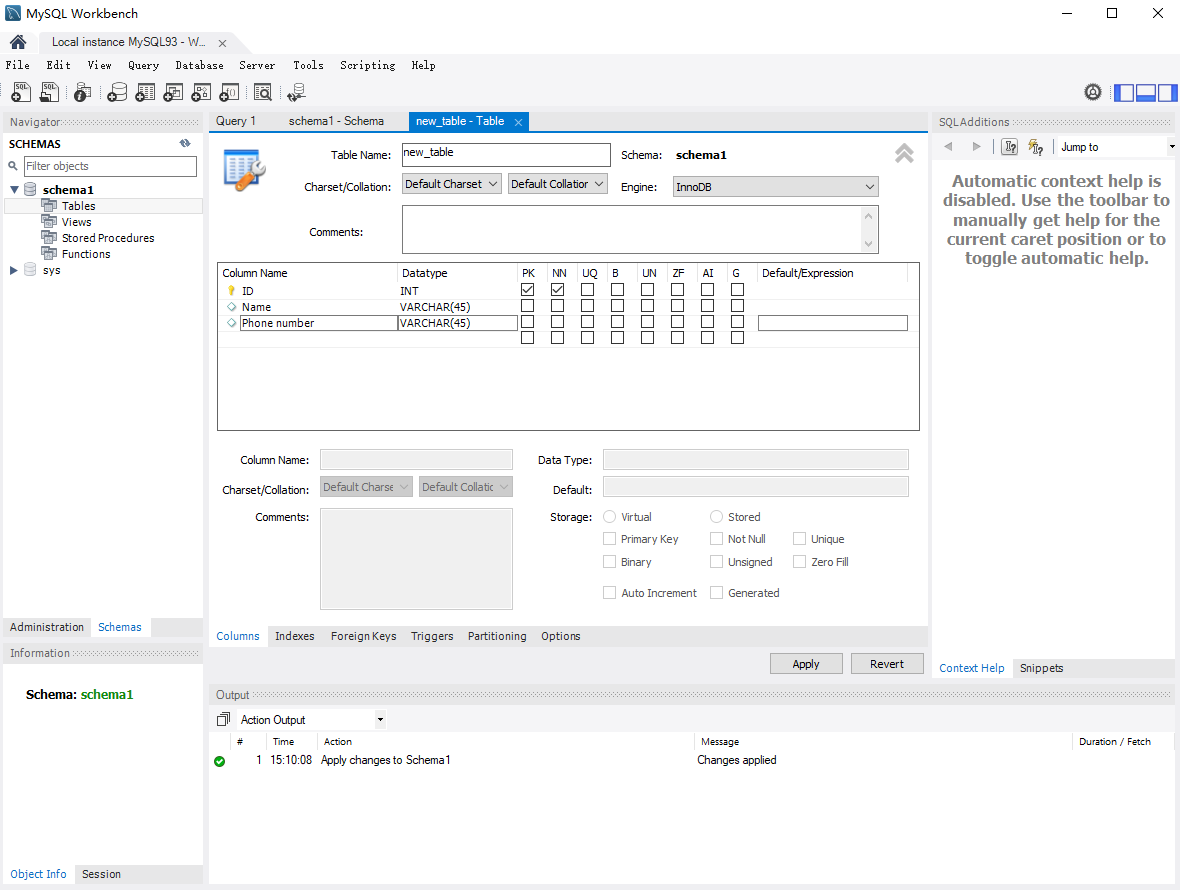 MySQL Workbench
Local instance MySQL93 - W...
File Edit View Query Database Server Tools Scripting Help
Navigator
SCHEMAS
Filter objects
schema1
Tables
Views
Stored Procedures
Functions
sys
Administration Schemas
Information
Schema: schema1
Object Info Session
Query 1 schema1 - Schema new_table - Table
Table Name: new_table Schema: schema1
Charset/Collation: Default Charset Default Collation Engine: InnoDB
Comments:
Column Name Datatype PK NN UQ B UN ZF AI G Default/Expression
ID INT
Name VARCHAR(45)
Phone number VARCHAR(45)
Column Name: Data Type:
Charset/Collation: Default Charse Default Collatic Default:
Comments: Storage: Virtual Stored
Primary Key Not Null Unique
Binary Unsigned Zero Fill
Auto Increment Generated
Columns Indexes Foreign Keys Triggers Partitioning Options
Apply Revert
Output
Action Output
# Time Action Message Duration / Fetch
1 15:10:08 Apply changes to Schema1 Changes applied
SQLAdditions
Jump to
Automatic context help is
disabled. Use the toolbar to
manually get help for the
current caret position or to
toggle automatic help.
Context Help Snippets